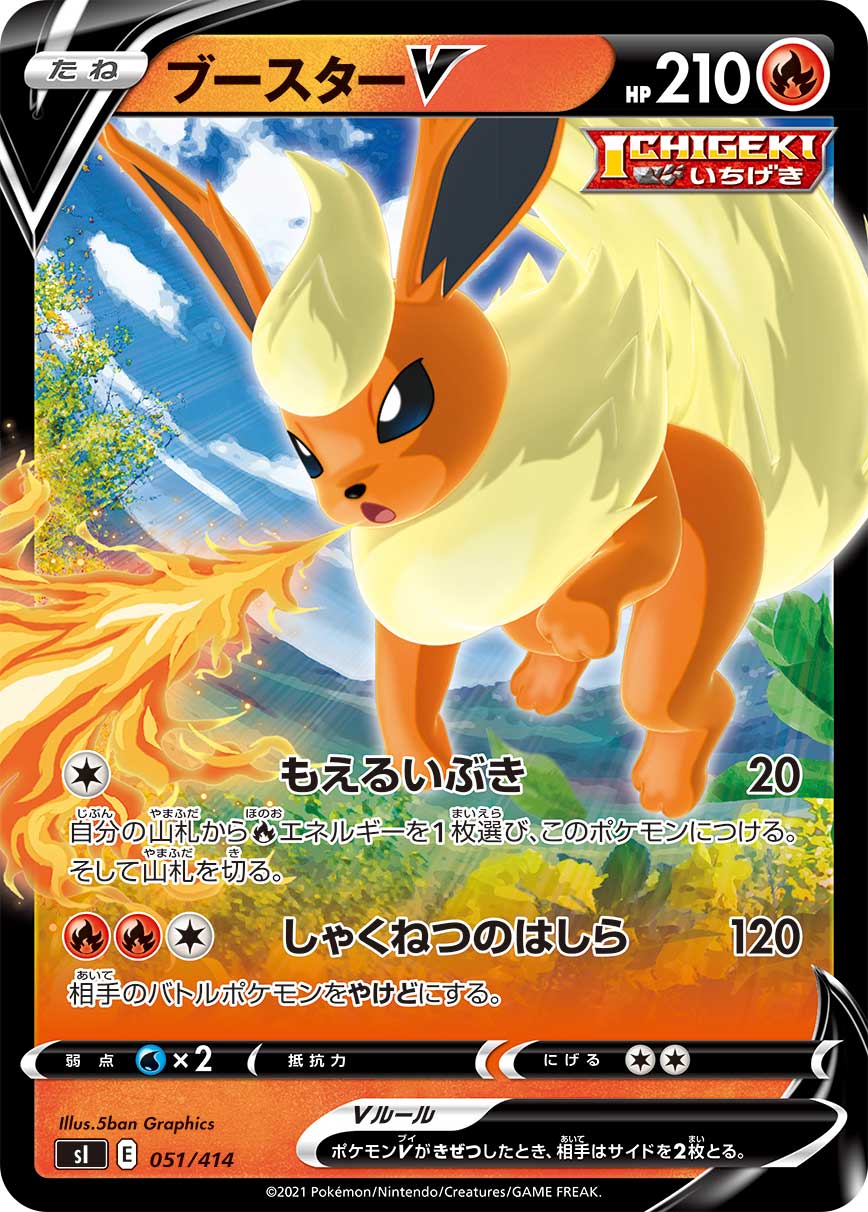 たね ブースターV HP 210
ICHIGEKI
いちげき
もえるいぶき 20
自分の山札からエネルギーを1枚選び、このポケモンにつける。
そして山札を切る。
しゃくねつのはしら 120
相手のバトルポケモンをやけどにする。
弱点 ×2 抵抗力 にげる
Illus.5ban Graphics
Vルール
ポケモンVがきぜつしたとき、相手はサイドを2枚とる。
sI E 051/414
©2021 Pokémon/Nintendo/Creatures/GAME FREAK.